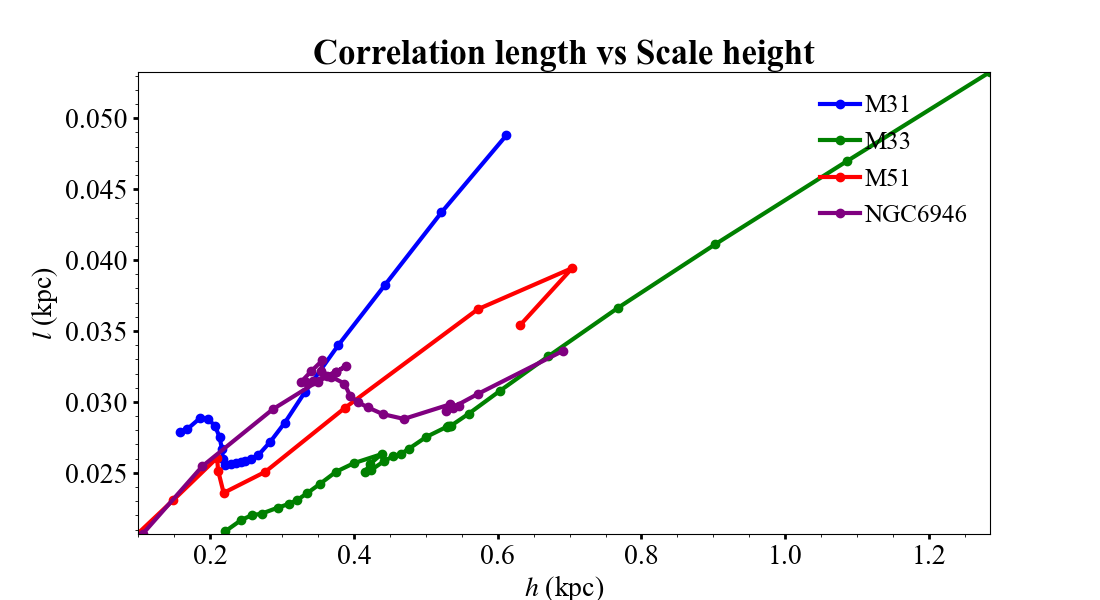 Correlation length vs Scale height
M31
M33
M51
NGC6946
0.050
0.045
0.040
0.035
0.030
0.025
l (kpc)
0.2 0.4 0.6 0.8 1.0 1.2
h (kpc)